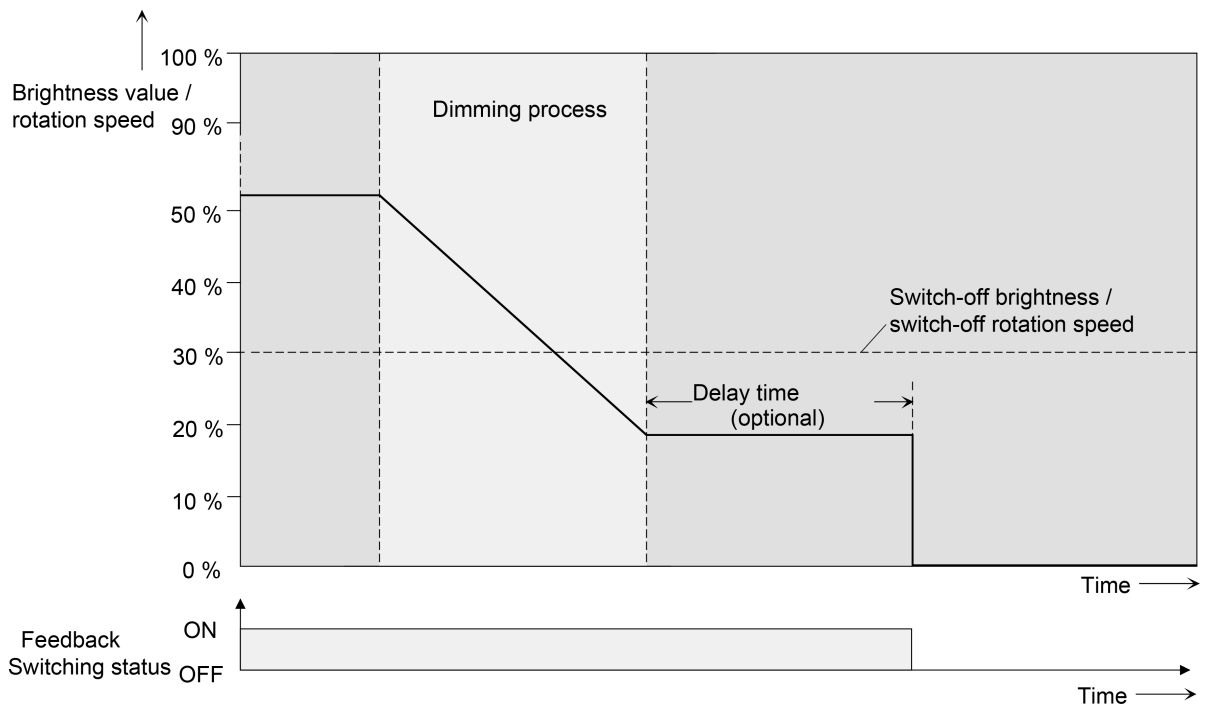 100 %
Brightness value /
rotation speed
90 %
Dimming process
50 %
40 %
Switch-off brightness /
switch-off rotation speed
30 %
Delay time
(optional)
20 %
10 %
0 %
Time
ON
Feedback
Switching status
OFF
Time